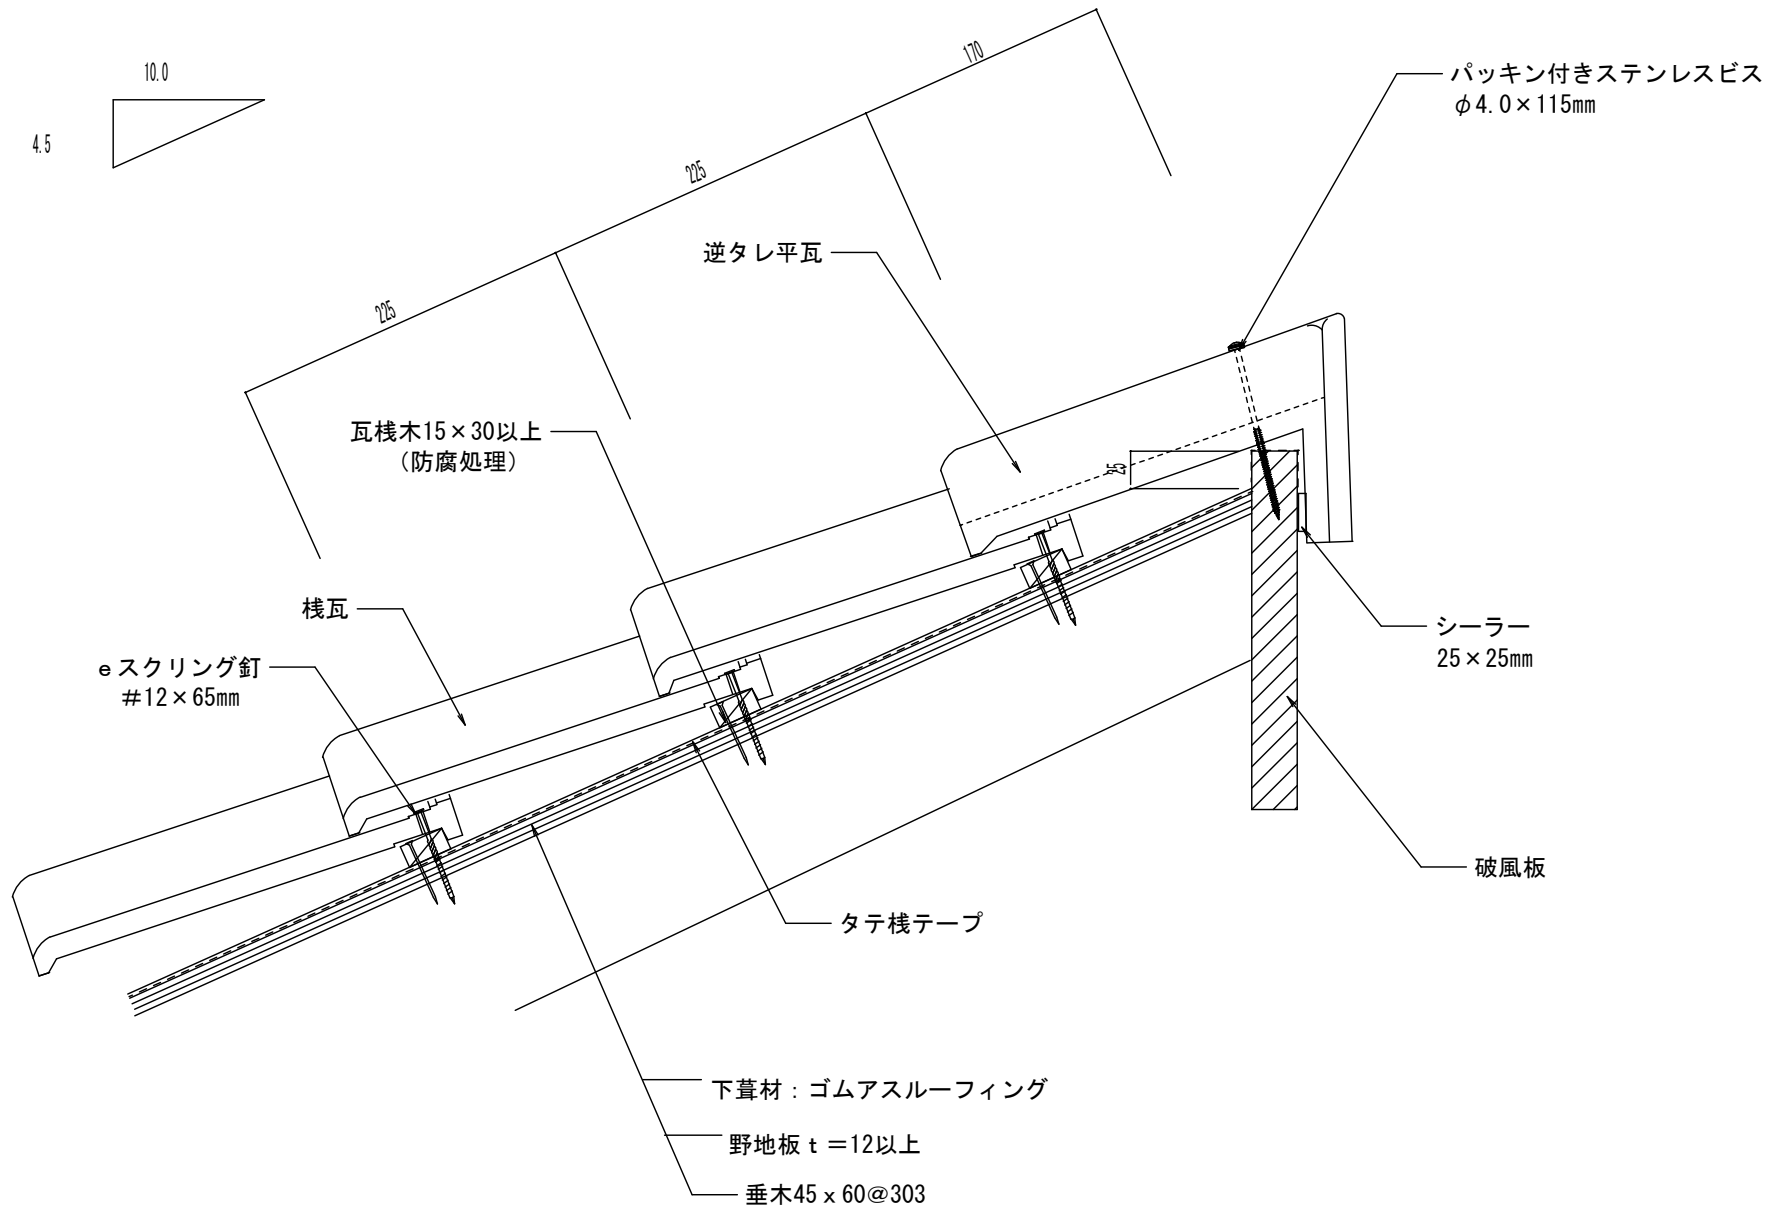 10.0
4.5
170
225
225
パッキン付きステンレスビス
φ4.0×115mm
逆タレ平瓦
瓦桟木15×30以上
（防腐処理）
25
桟瓦
ｅスクリング釘
＃12×65mm
シーラー
25×25mm
破風板
タテ桟テープ
下葺材：ゴムアスルーフィング
野地板ｔ＝12以上
垂木45ｘ60@303